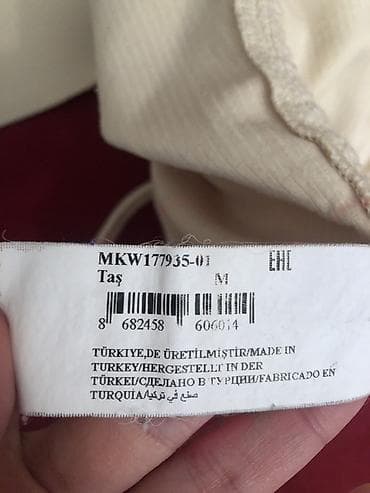 MKW177935-01 EAC
Taş M
8 682458 606014
TÜRKİYE,DE ÜRETİLMİŞTİR/MADE IN
TURKEY/HERGESTELLT IN DER
TÜRKEI/СДЕЛАНО В ТУРЦИИ/FABRICADO EN
TURQUIA/صنع في تركيا